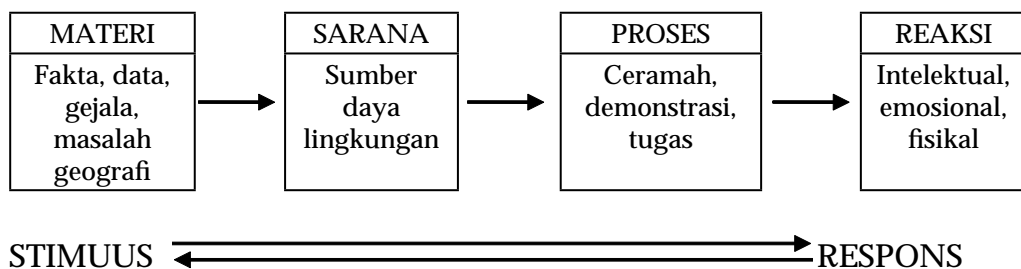 MATERI
Fakta, data,
gejala,
masalah
geografi
SARANA
Sumber
daya
lingkungan
PROSES
Ceramah,
demonstrasi,
tugas
REAKSI
Intelektual,
emosional,
fisikal
STIMUUS
RESPONS